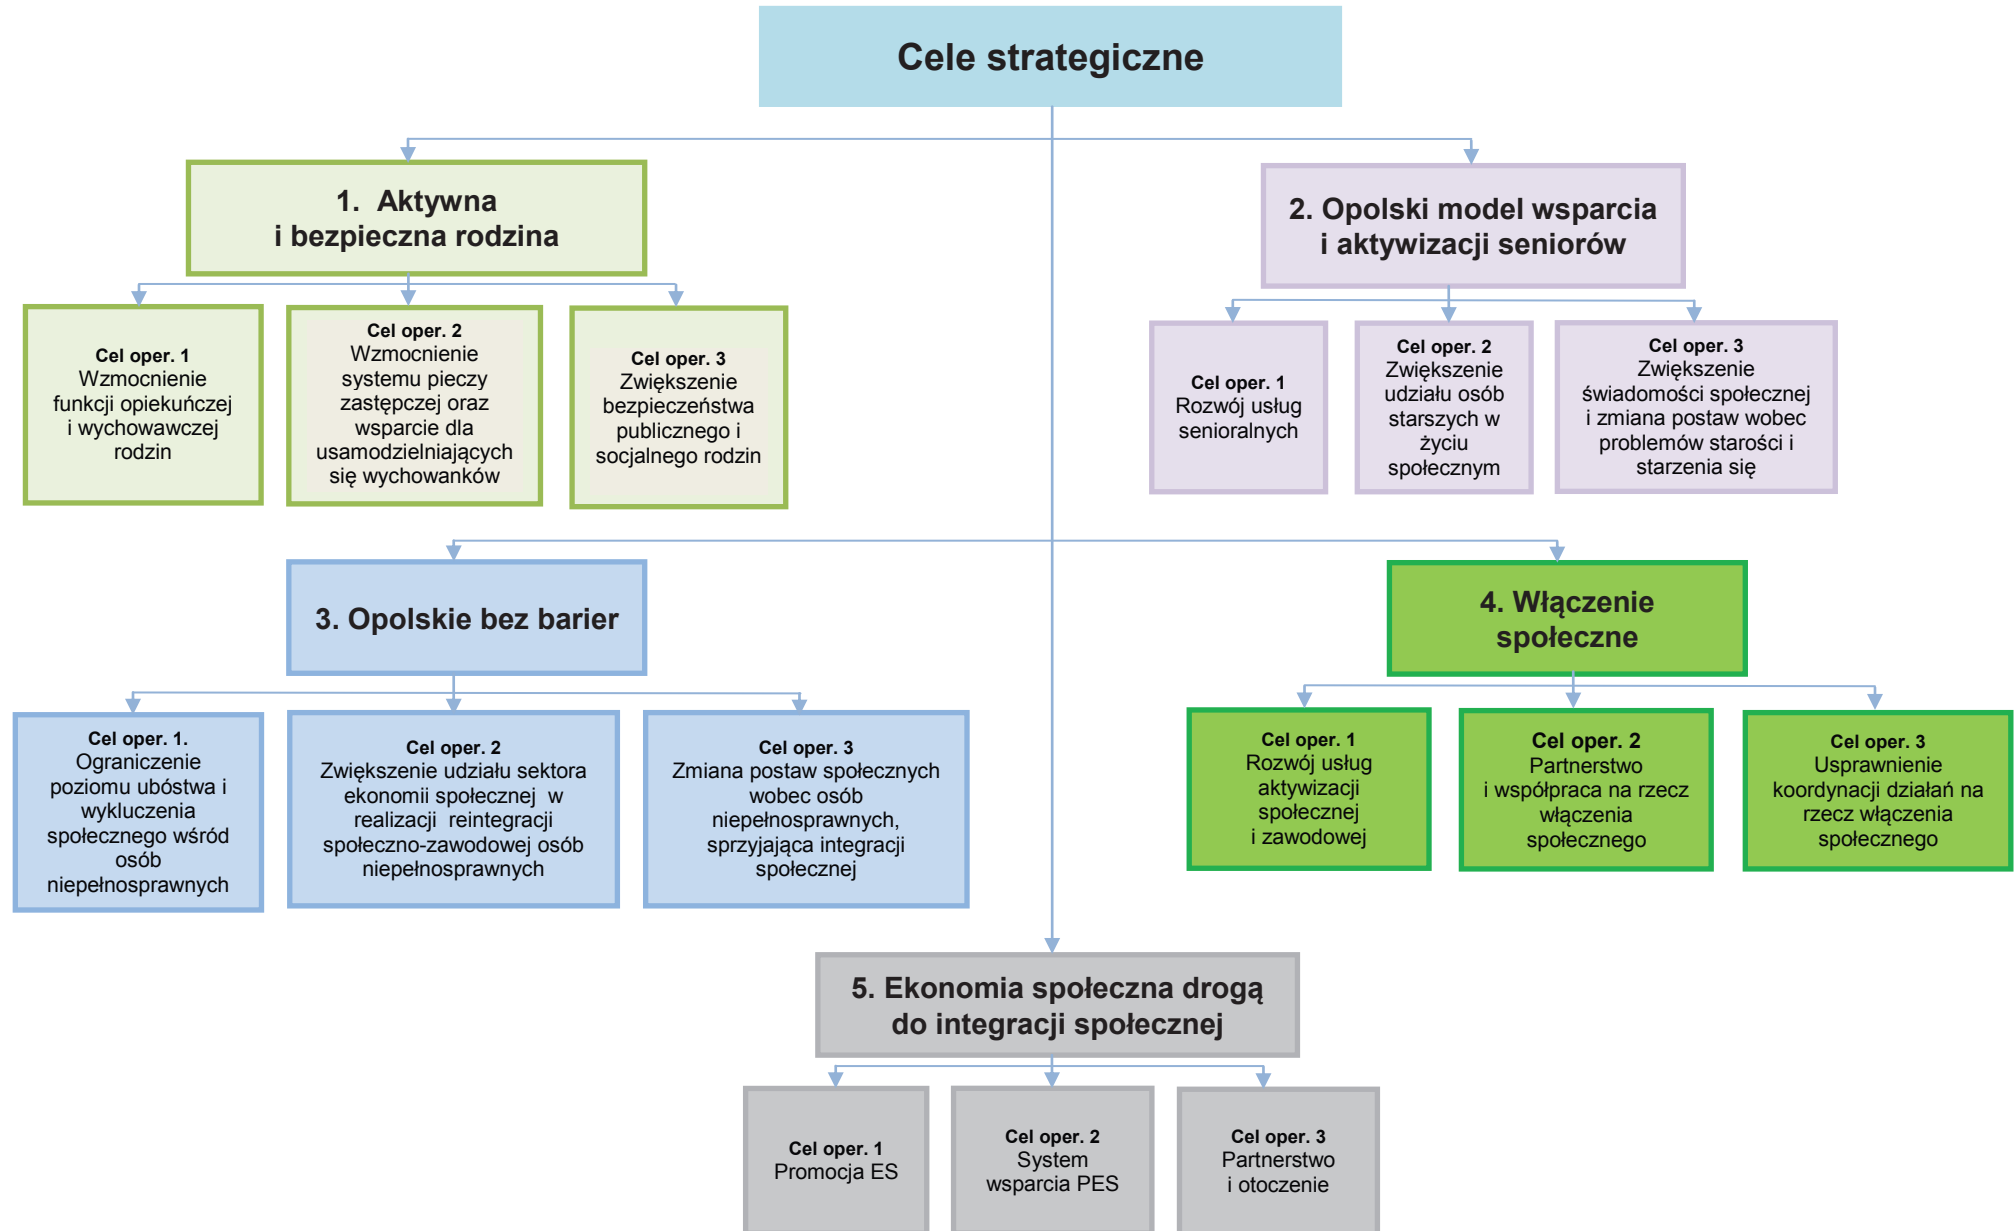 Cele strategiczne
1. Aktywna
i bezpieczna rodzina
2. Opolski model wsparcia
i aktywizacji seniorów
Cel oper. 1
Wzmocnienie
funkcji opiekuńczej
i wychowawczej
rodzin
Cel oper. 2
Wzmocnienie
systemu pieczy
zastępczej oraz
wsparcie dla
usamodzielniających
się wychowanków
Cel oper. 3
Zwiększenie
bezpieczeństwa
publicznego i
socjalnego rodzin
Cel oper. 1
Rozwój usług
senioralnych
Cel oper. 2
Zwiększenie
udziału osób
starszych w
życiu
społecznym
Cel oper. 3
Zwiększenie
świadomości społecznej
i zmiana postaw wobec
problemów starości i
starzenia się
3. Opolskie bez barier
4. Włączenie
społeczne
Cel oper. 1.
Ograniczenie
poziomu ubóstwa i
wykluczenia
społecznego wśród
osób
niepełnosprawnych
Cel oper. 2
Zwiększenie udziału sektora
ekonomii społecznej w
realizacji reintegracji
społeczno-zawodowej osób
niepełnosprawnych
Cel oper. 3
Zmiana postaw społecznych
wobec osób
niepełnosprawnych,
sprzyjająca integracji
społecznej
Cel oper. 1
Rozwój usług
aktywizacji
społecznej
i zawodowej
Cel oper. 2
Partnerstwo
i współpraca na rzecz
włączenia
społecznego
Cel oper. 3
Usprawnienie
koordynacji działań na
rzecz włączenia
społecznego
5. Ekonomia społeczna drogą
do integracji społecznej
Cel oper. 1
Promocja ES
Cel oper. 2
System
wsparcia PES
Cel oper. 3
Partnerstwo
i otoczenie